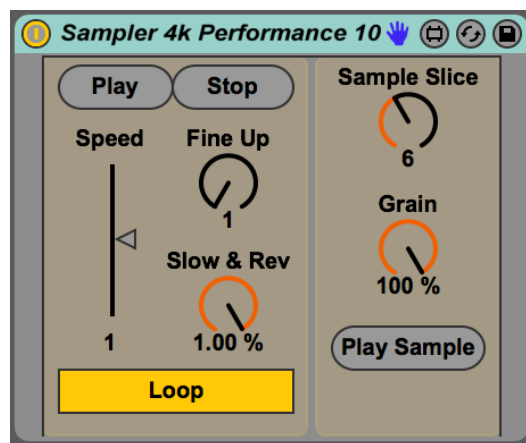 Sampler 4k Performance 10
Play
Stop
Speed
1
Fine Up
1
Slow & Rev
1.00 %
Loop
Sample Slice
6
Grain
100 %
Play Sample